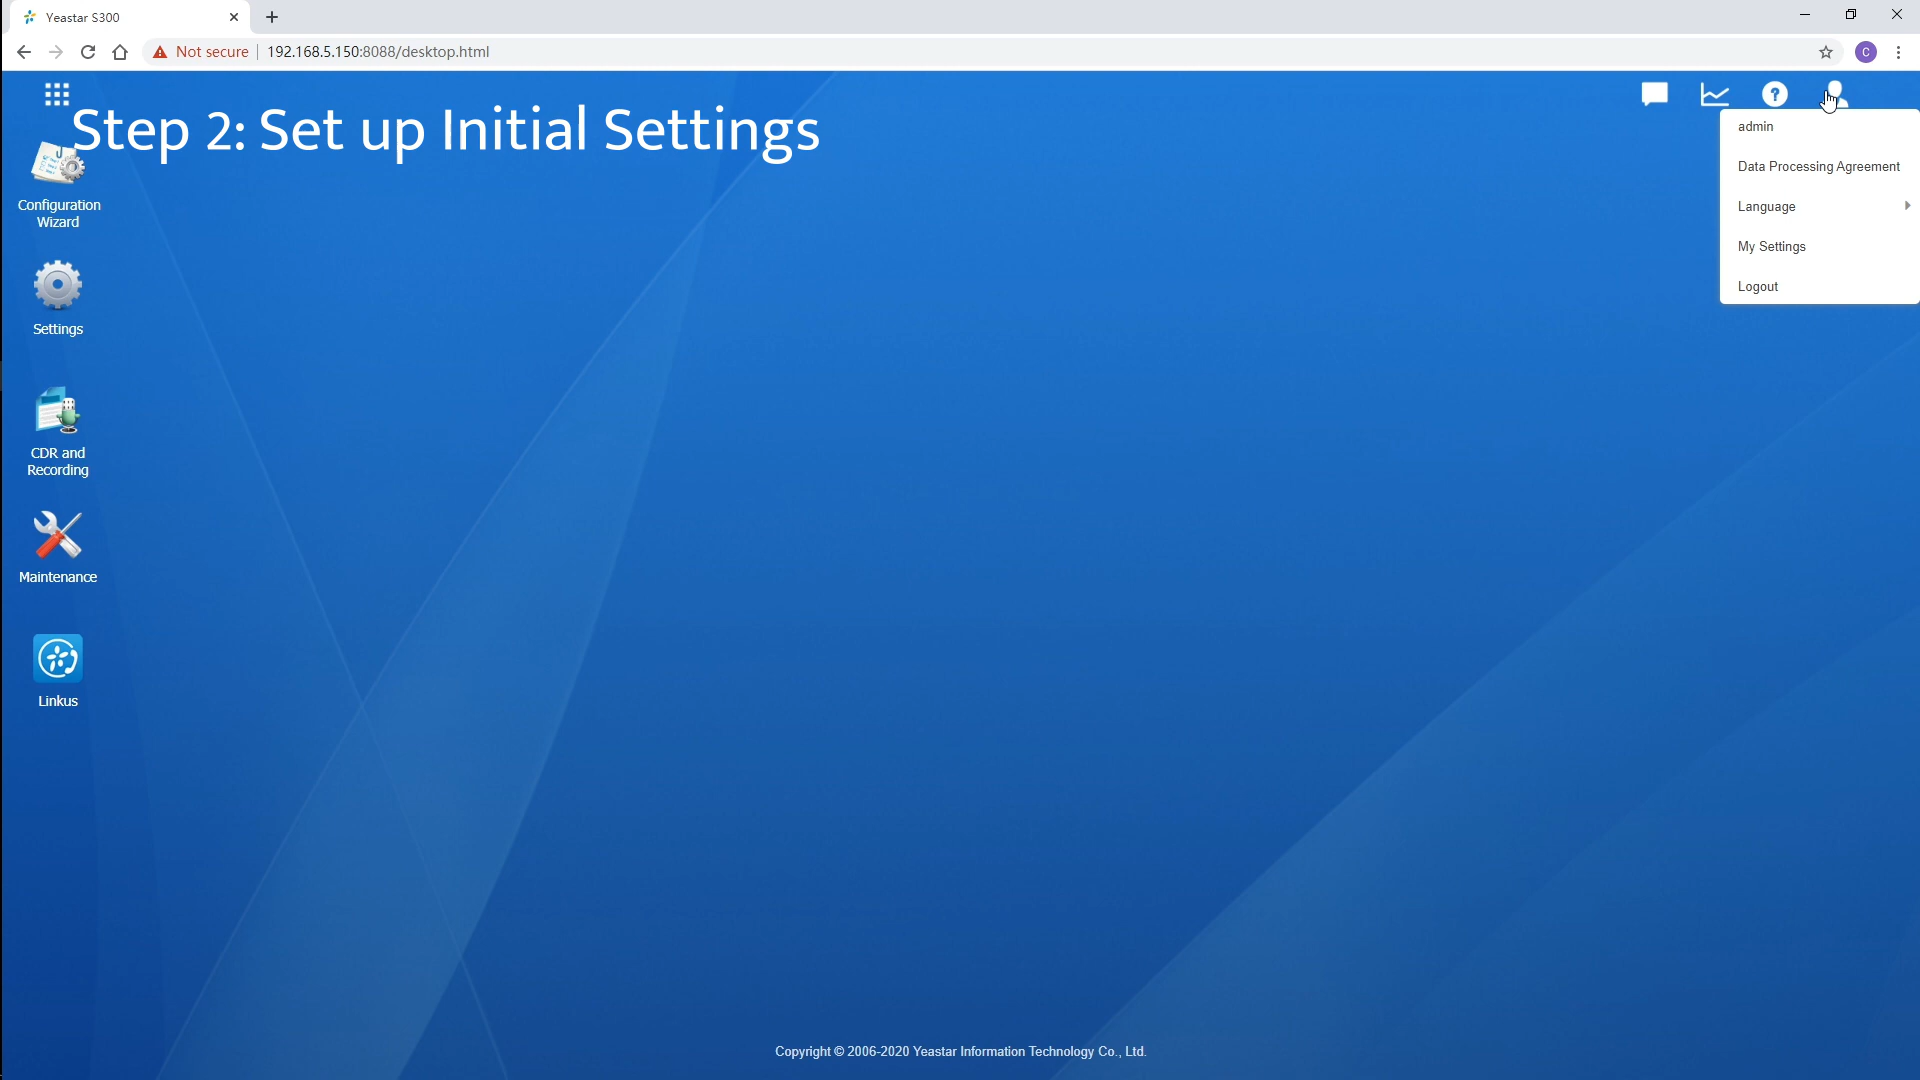 Yeastar S300
Not secure
192.168.5.150:8088/desktop.html
C
Step 2: Set up Initial Settings
?
admin
Data Processing Agreement
Language
My Settings
Logout
Configuration
Wizard
Settings
CDR and
Recording
Maintenance
Linkus
Copyright © 2006-2020 Yeastar Information Technology Co., Ltd.